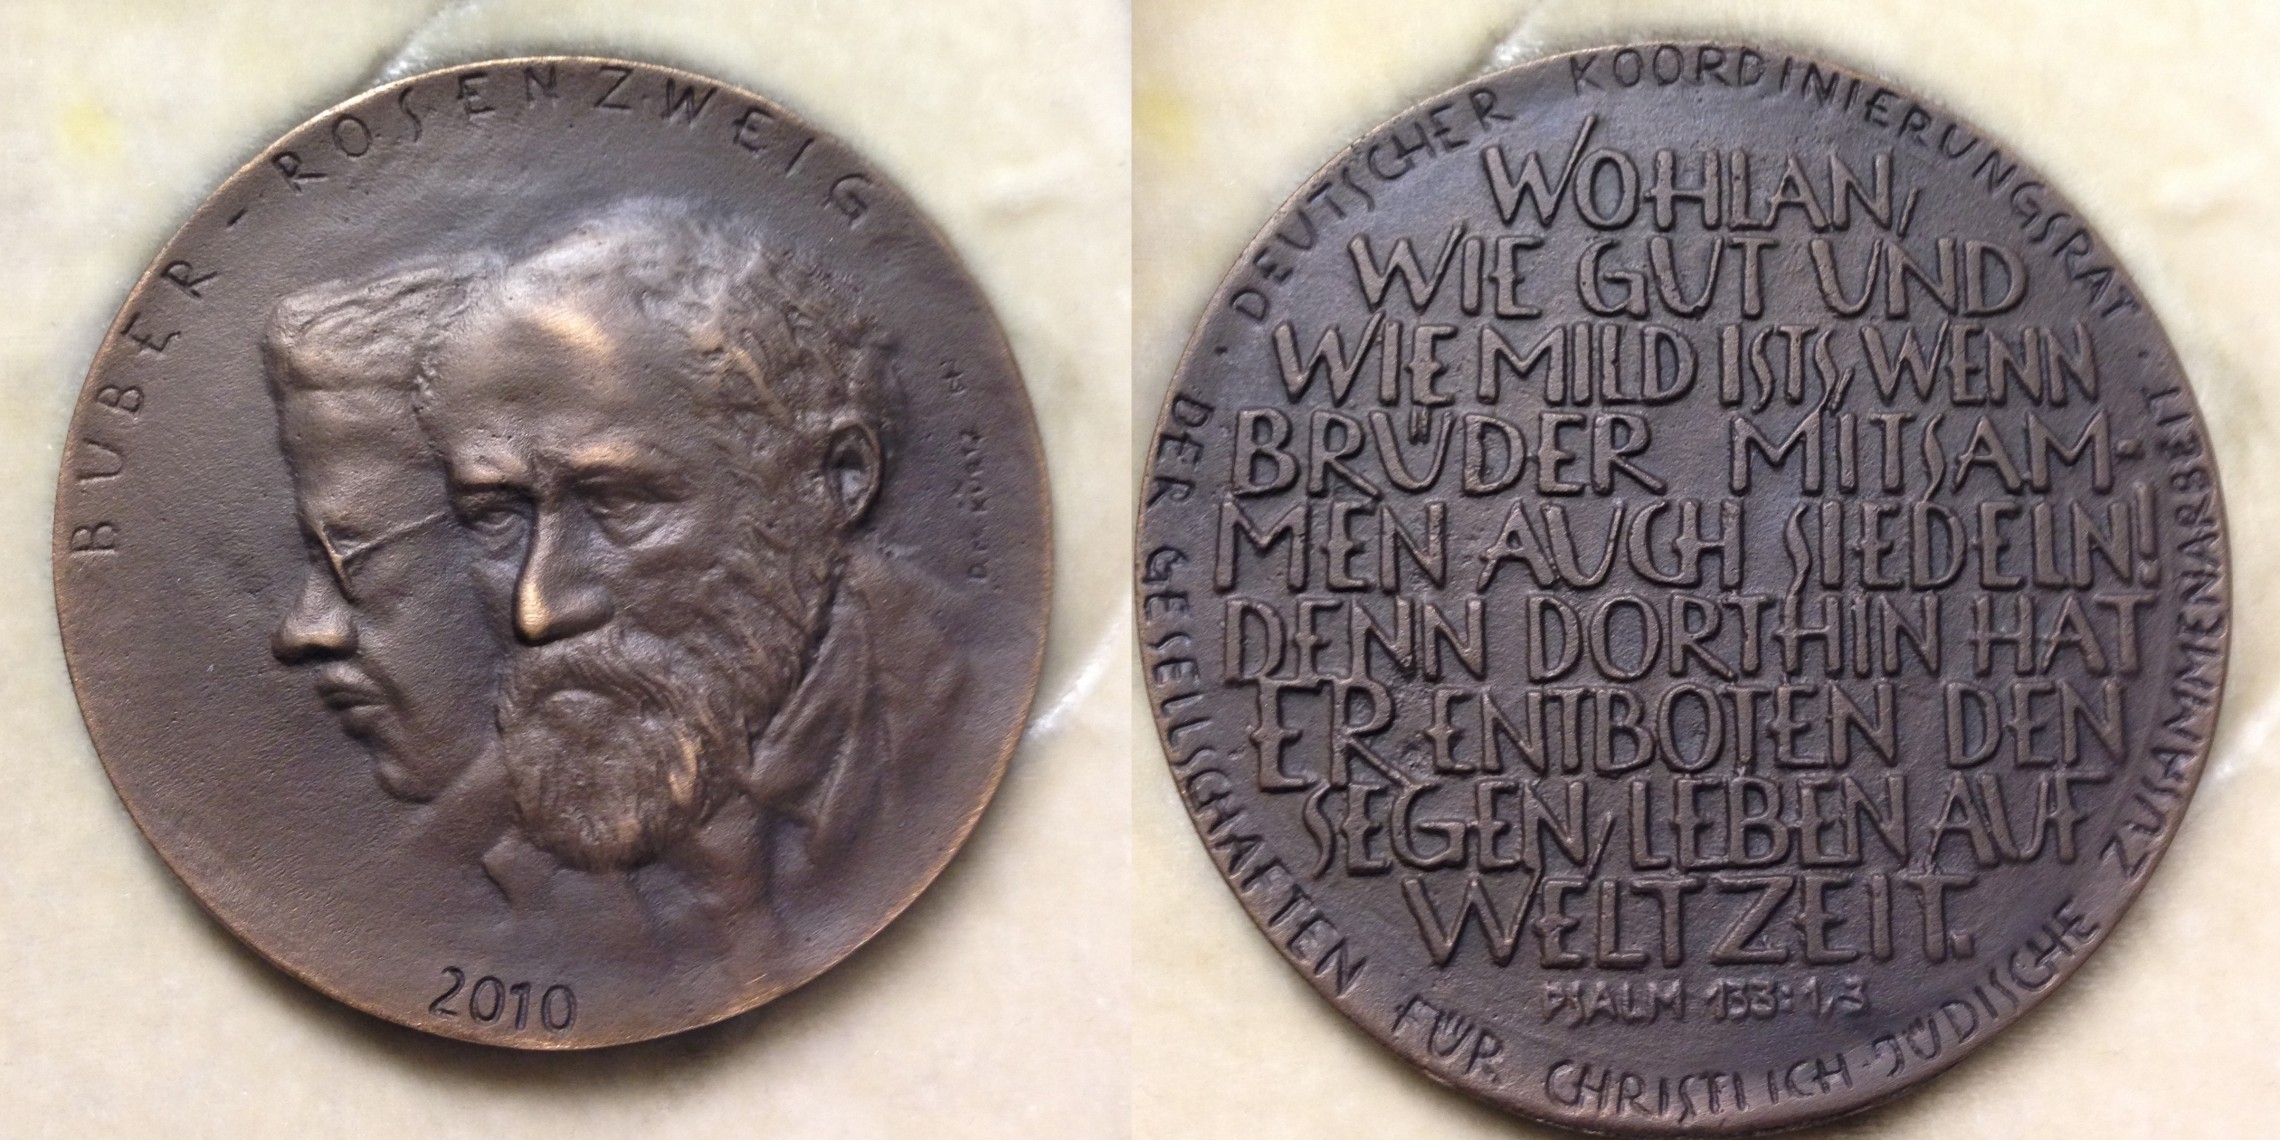 BUBER - ROSENZWEIG
2010
DEUTSCHER KOORDINIERUNGSRAT · DER GESELLSCHAFTEN FÜR CHRISTLICH-JÜDISCHE ZUSAMMENARBEIT
WOHLAN,
WIE GUT UND
WIE MILD ISTS, WENN
BRÜDER MITSAM-
MEN AUCH SIEDELN!
DENN DORTHIN HAT
ER ENTBOTEN DEN
SEGEN, LEBEN AUF
WELTZEIT.
PSALM 133: 1,3